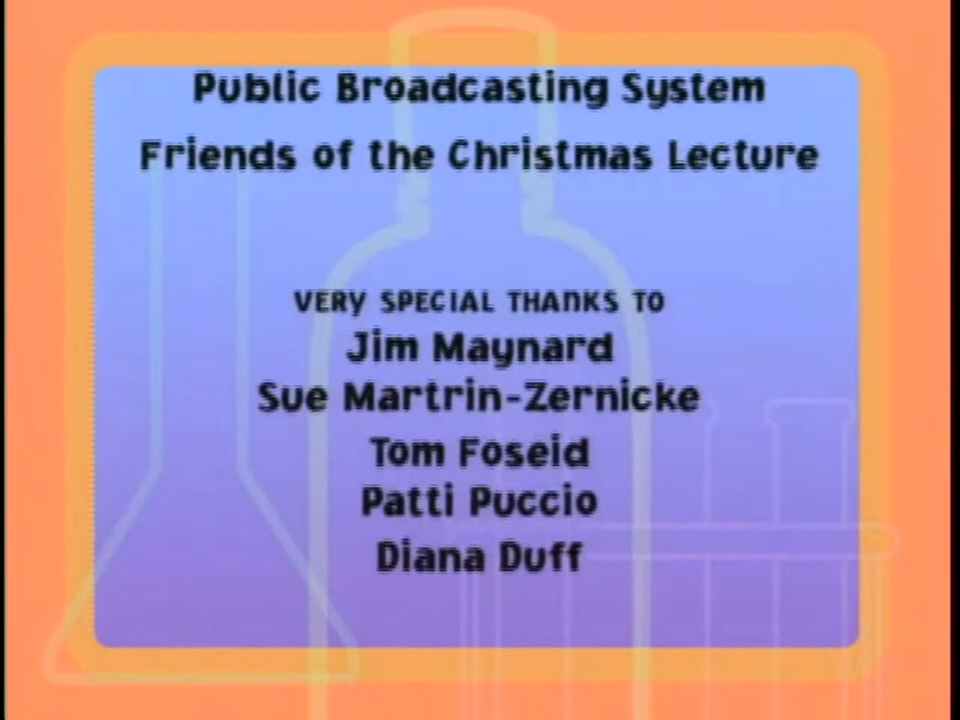 Public Broadcasting System
Friends of the Christmas Lecture
VERY SPECIAL THANKS TO
Jim Maynard
Sue Martrin-Zernicke
Tom Foseid
Patti Puccio
Diana Duff